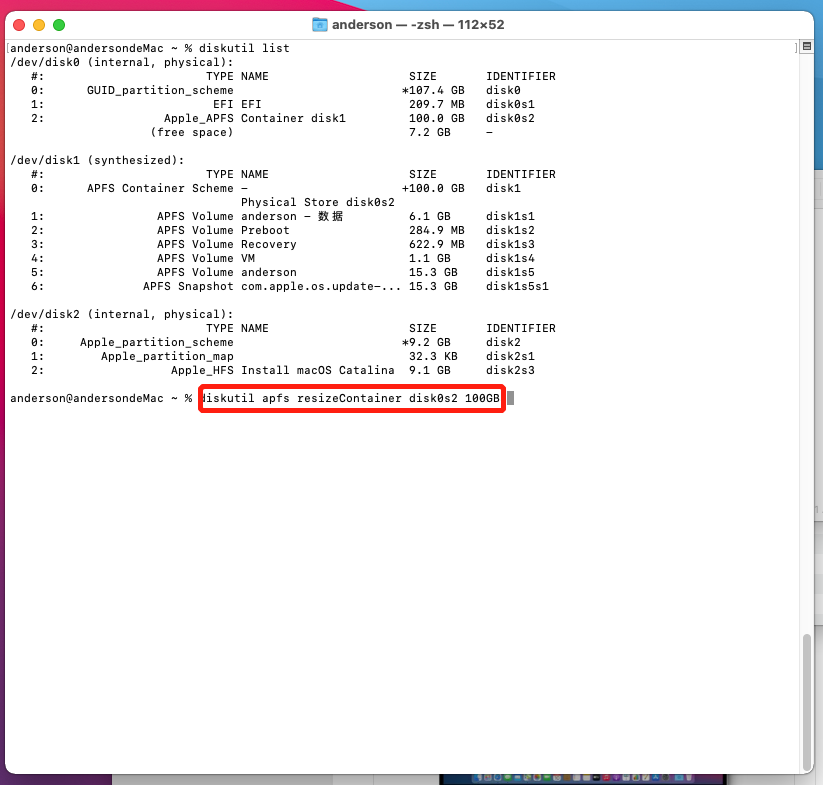 anderson — -zsh — 112×52
[anderson@andersondeMac ~ % diskutil list ]
/dev/disk0 (internal, physical):
#: TYPE NAME SIZE IDENTIFIER
0: GUID_partition_scheme *107.4 GB disk0
1: EFI EFI 209.7 MB disk0s1
2: Apple_APFS Container disk1 100.0 GB disk0s2
(free space) 7.2 GB –
/dev/disk1 (synthesized):
#: TYPE NAME SIZE IDENTIFIER
0: APFS Container Scheme – +100.0 GB disk1
Physical Store disk0s2
1: APFS Volume anderson – 数据 6.1 GB disk1s1
2: APFS Volume Preboot 284.9 MB disk1s2
3: APFS Volume Recovery 622.9 MB disk1s3
4: APFS Volume VM 1.1 GB disk1s4
5: APFS Volume anderson 15.3 GB disk1s5
6: APFS Snapshot com.apple.os.update-... 15.3 GB disk1s5s1
/dev/disk2 (internal, physical):
#: TYPE NAME SIZE IDENTIFIER
0: Apple_partition_scheme *9.2 GB disk2
1: Apple_partition_map 32.3 KB disk2s1
2: Apple_HFS Install macOS Catalina 9.1 GB disk2s3
anderson@andersondeMac ~ % diskutil apfs resizeContainer disk0s2 100GB